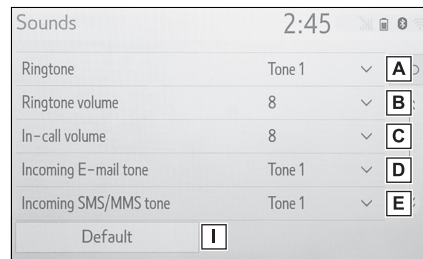 Sounds 2:45
Ringtone Tone 1 A
Ringtone volume 8 B
In-call volume 8 C
Incoming E-mail tone Tone 1 D
Incoming SMS/MMS tone Tone 1 E
Default I